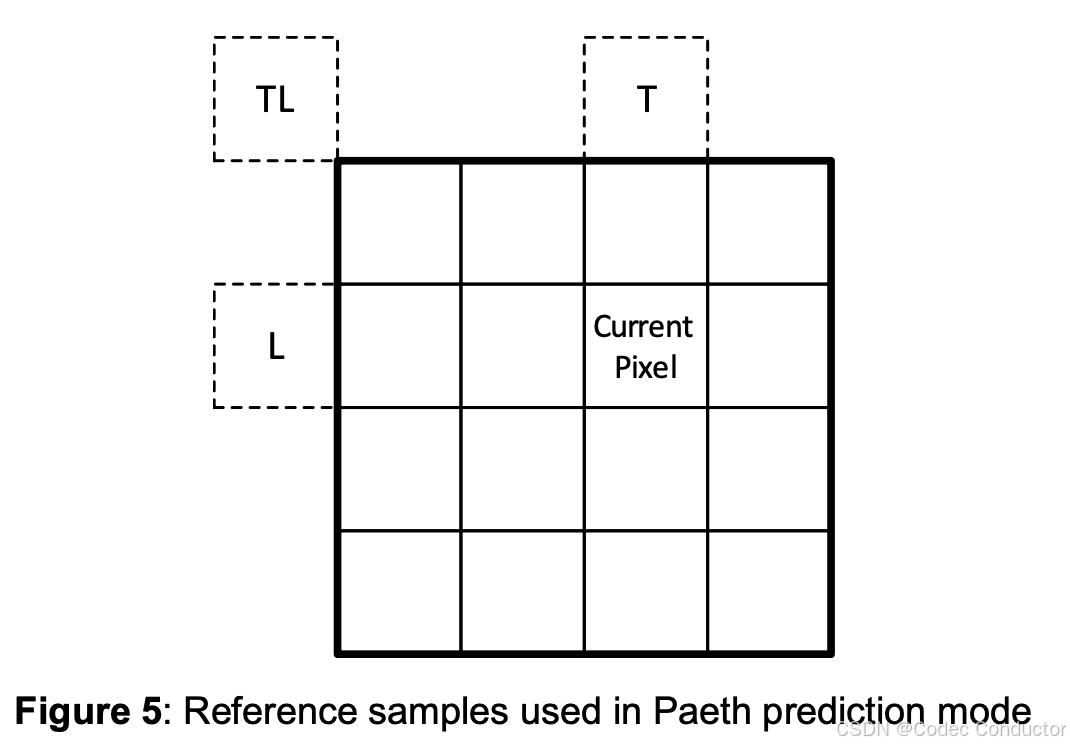 TL
T
L
Current
Pixel
Figure 5: Reference samples used in Paeth prediction mode
CSDN @Codec Conductor